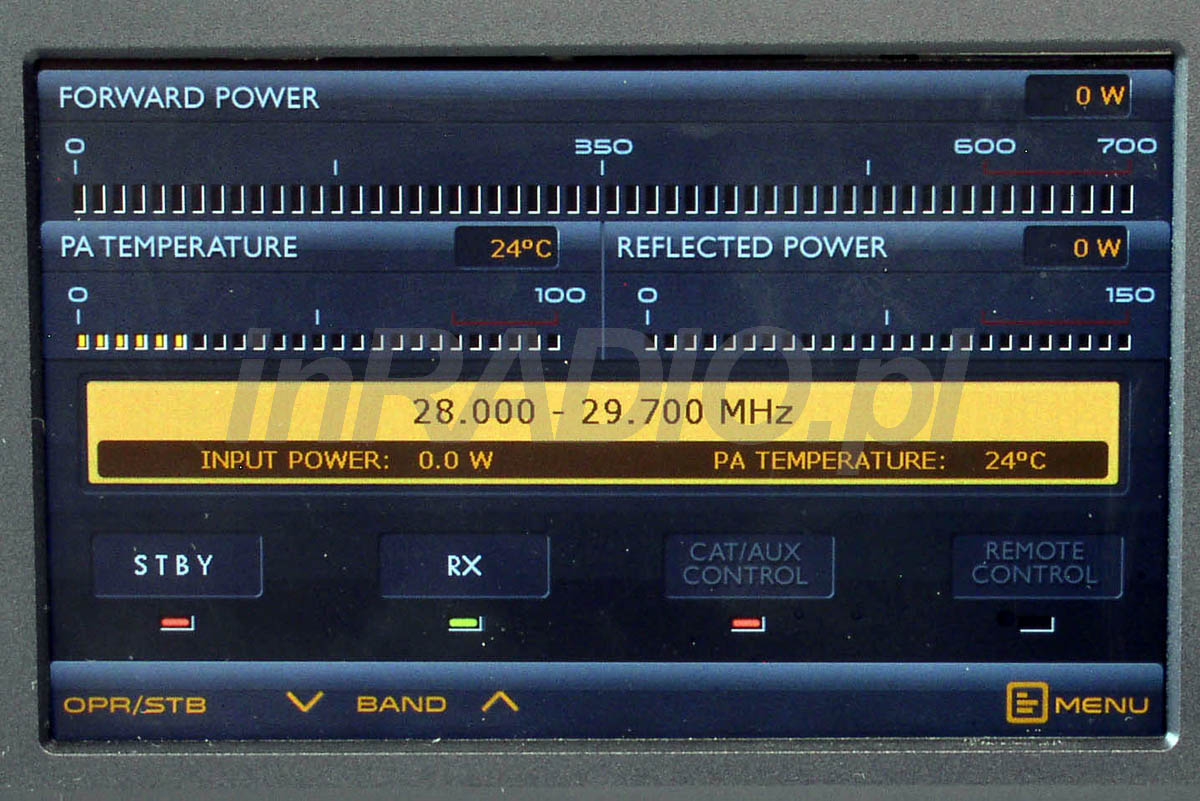 FORWARD POWER 0 W
0 350 600 700
PA TEMPERATURE 24ºC REFLECTED POWER 0 W
0 100 0 150
inRADIO.pl
28.000 - 29.700 MHz
INPUT POWER: 0.0 W PA TEMPERATURE: 24ºC
STBY RX CAT/AUX CONTROL REMOTE CONTROL
OPR/STB BAND MENU